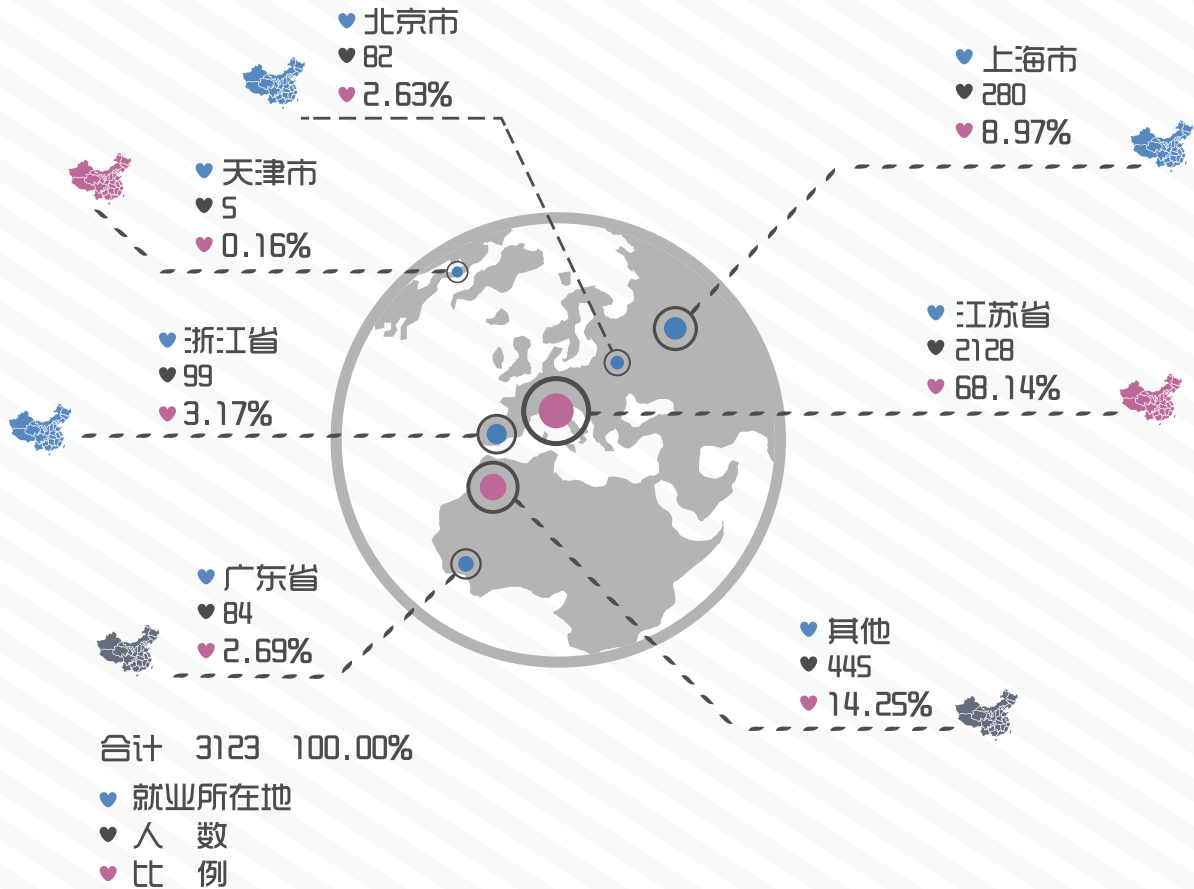 北京市
82
2.63%
上海市
280
8.97%
天津市
5
0.16%
浙江省
99
3.17%
江苏省
2128
68.14%
广东省
84
2.69%
其他
445
14.25%
合计 3123 100.00%
就业所在地
人 数
比 例